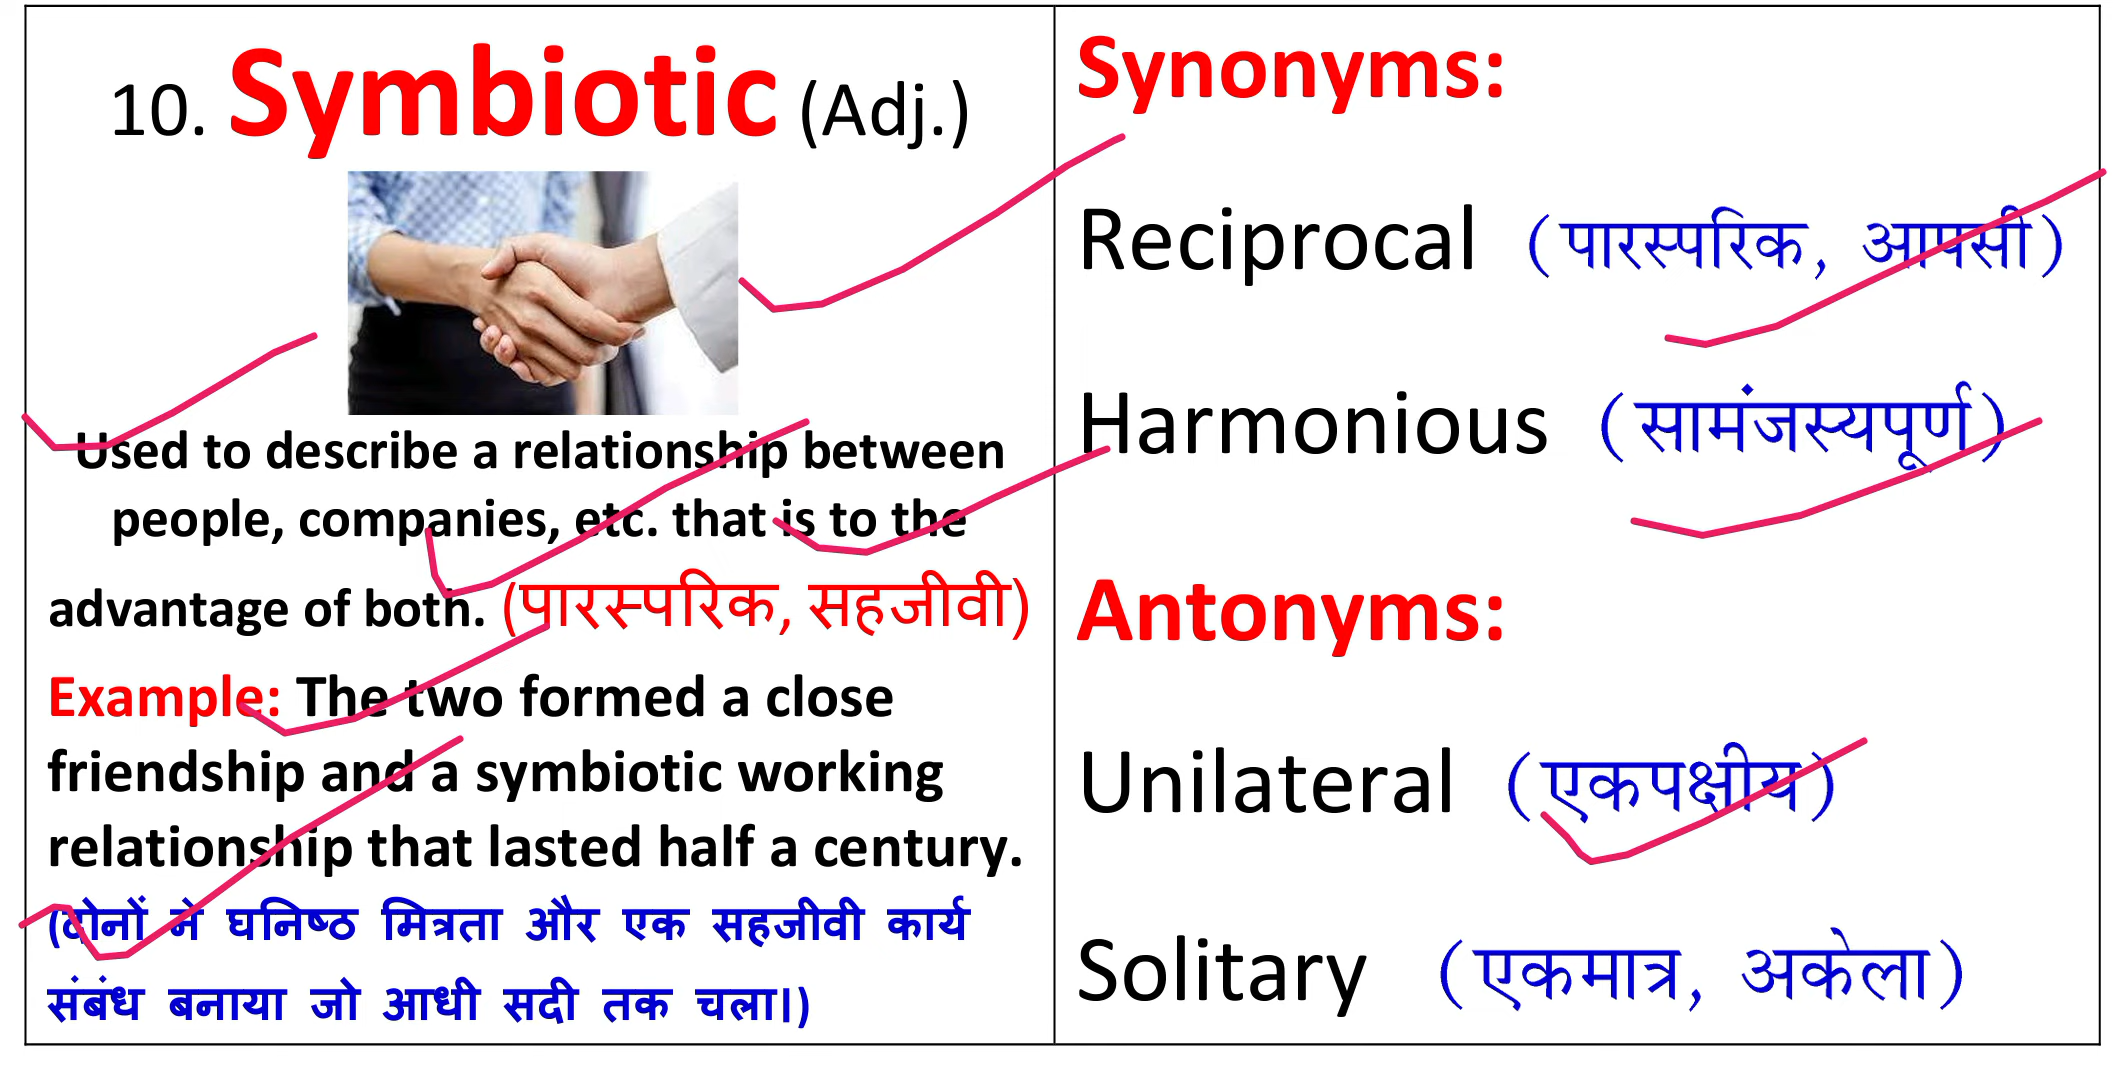 10. Symbiotic (Adj.)
Used to describe a relationship between
people, companies, etc. that is to the
advantage of both. (पारस्परिक, सहजीवी)
Example: The two formed a close
friendship and a symbiotic working
relationship that lasted half a century.
(दोनों ने घनिष्ठ मित्रता और एक सहजीवी कार्य
संबंध बनाया जो आधी सदी तक चला।)
Synonyms:
Reciprocal (पारस्परिक, आपसी)
Harmonious (सामंजस्यपूर्ण)
Antonyms:
Unilateral (एकपक्षीय)
Solitary (एकमात्र, अकेला)